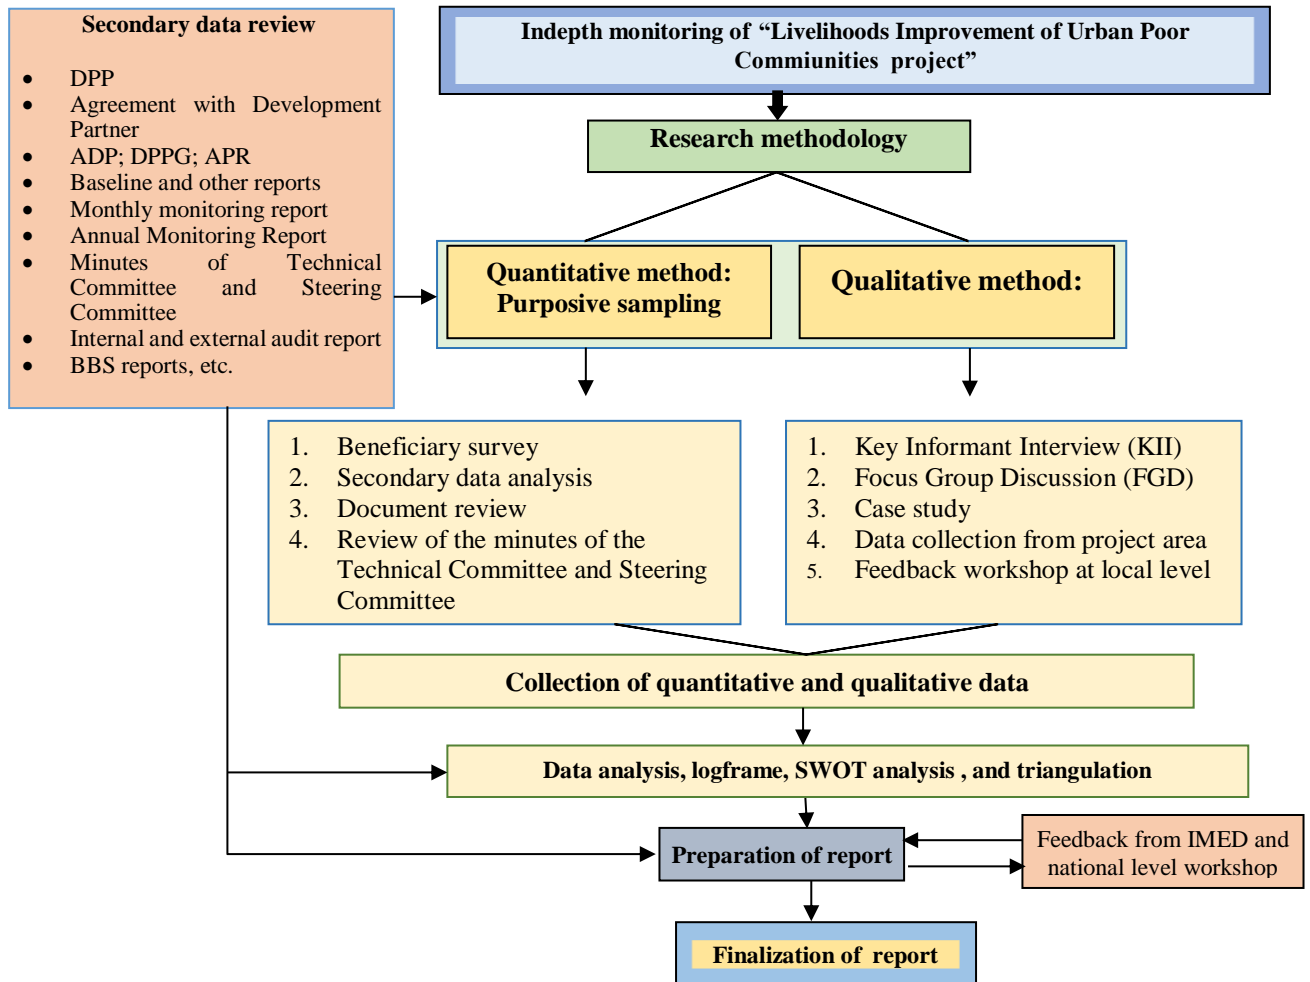 Secondary data review
• DPP
• Agreement with Development
Partner
• ADP; DPPG; APR
• Baseline and other reports
• Monthly monitoring report
• Annual Monitoring Report
• Minutes of Technical
Committee and Steering
Committee
• Internal and external audit report
• BBS reports, etc.
Indepth monitoring of “Livelihoods Improvement of Urban Poor
Commiunities project”
Research methodology
Quantitative method:
Purposive sampling
Qualitative method:
1. Beneficiary survey
2. Secondary data analysis
3. Document review
4. Review of the minutes of the
Technical Committee and Steering
Committee
1. Key Informant Interview (KII)
2. Focus Group Discussion (FGD)
3. Case study
4. Data collection from project area
5. Feedback workshop at local level
Collection of quantitative and qualitative data
Data analysis, logframe, SWOT analysis , and triangulation
Preparation of report
Feedback from IMED and
national level workshop
Finalization of report